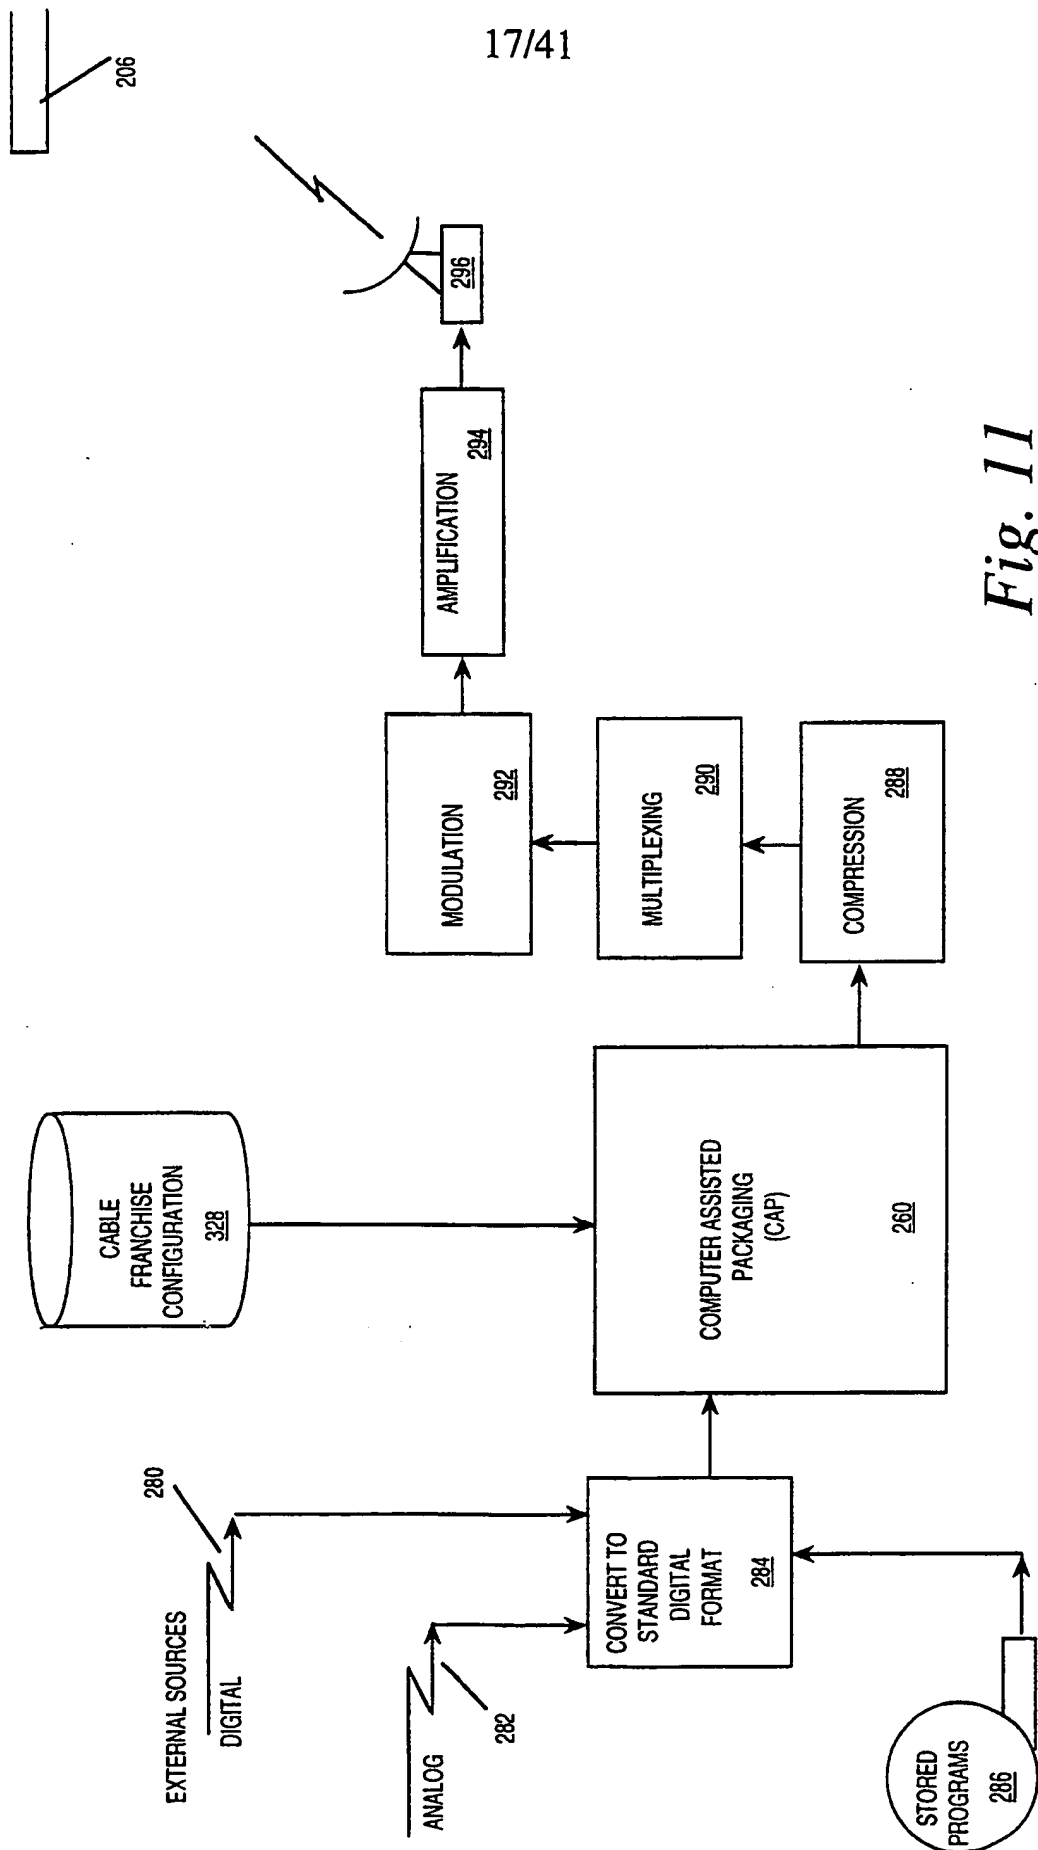 17/41
206
EXTERNAL SOURCES
DIGITAL
280
ANALOG
282
STORED
PROGRAMS
286
CONVERT TO
STANDARD
DIGITAL
FORMAT
284
CABLE
FRANCHISE
CONFIGURATION
328
COMPUTER ASSISTED
PACKAGING
(CAP)
260
COMPRESSION
288
MULTIPLEXING
290
MODULATION
292
AMPLIFICATION
294
296
Fig. 11